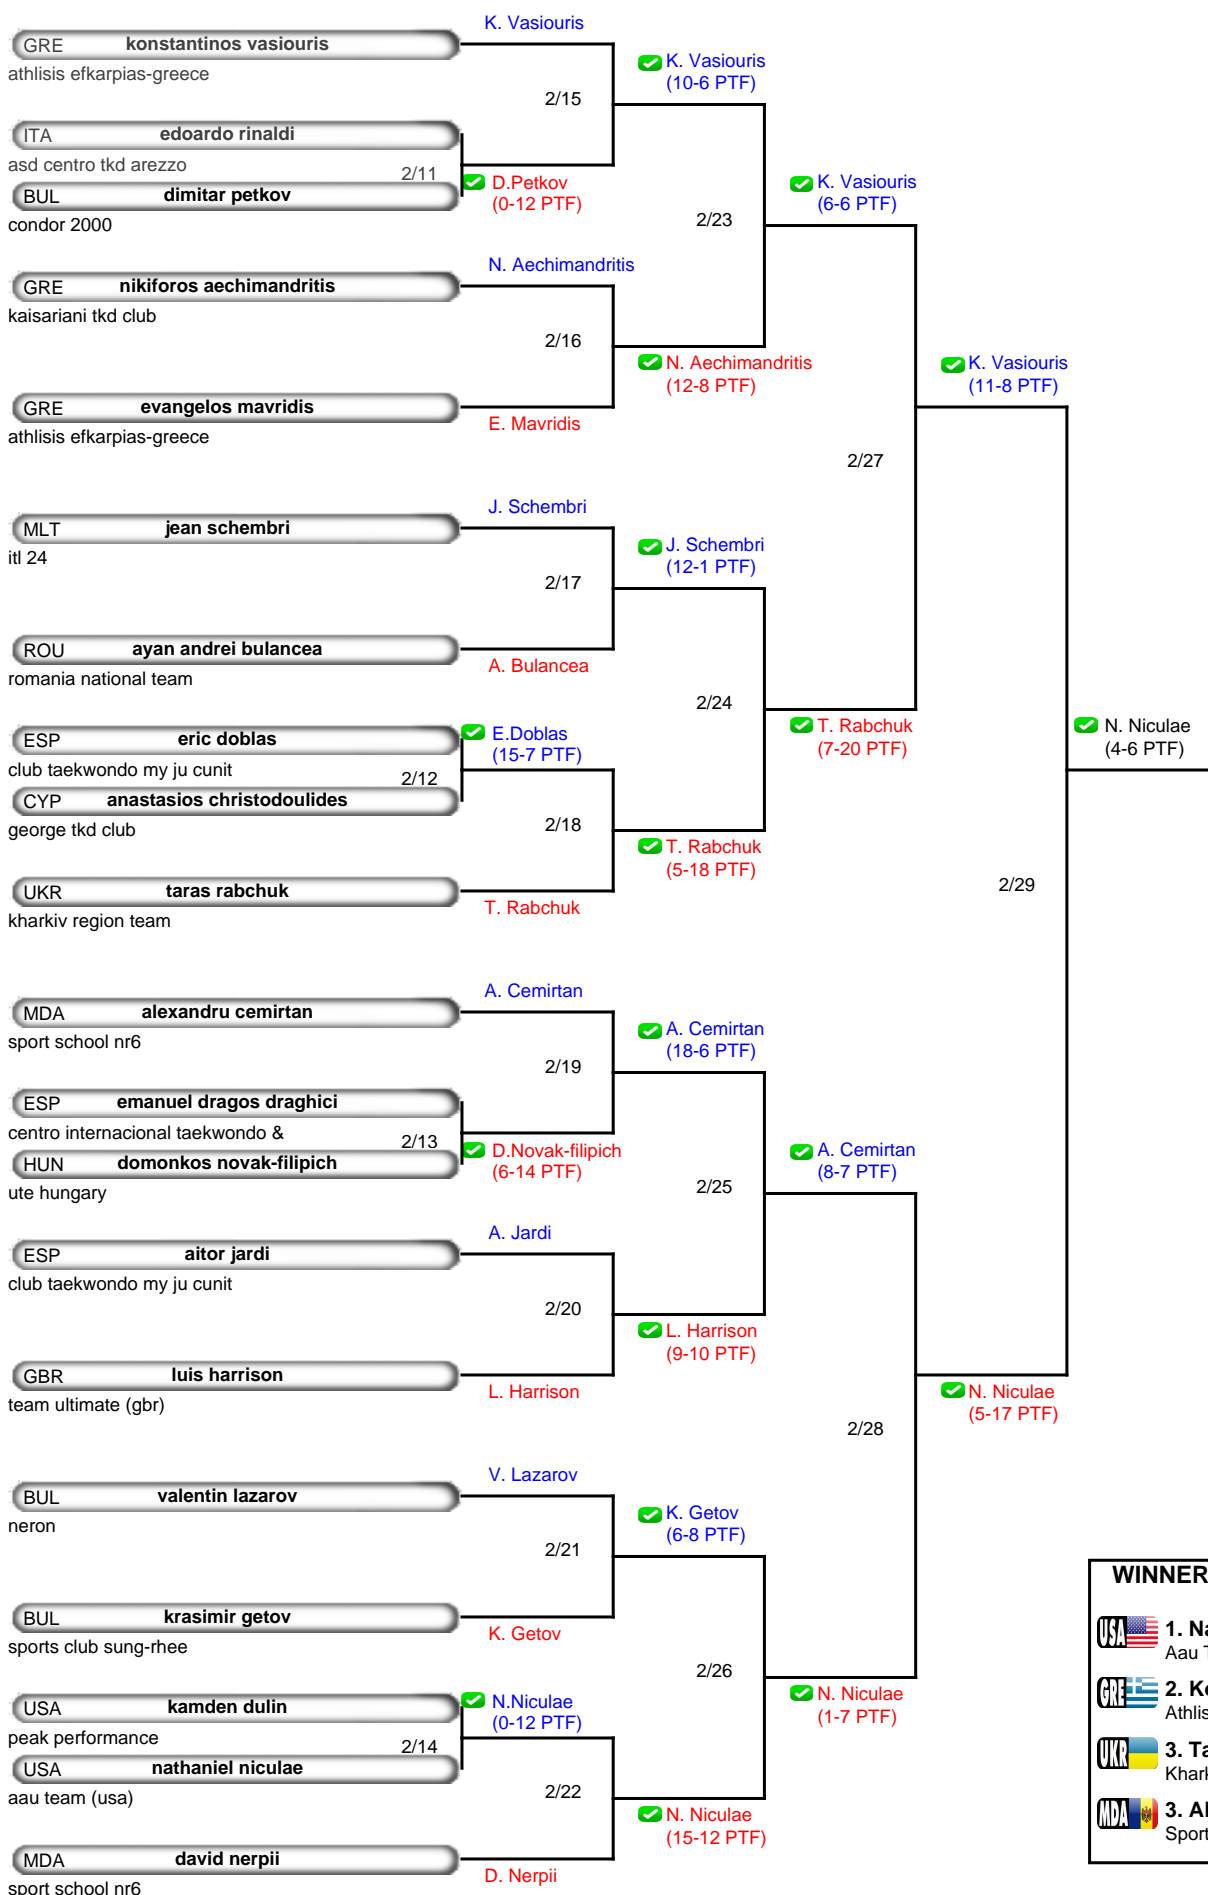 K. Vasiouris
GRE konstantinos vasiouris
athlisis efkarpias-greece
K. Vasiouris
(10-6 PTF)
2/15
ITA edoardo rinaldi
asd centro tkd arezzo
2/11
D.Petkov
(0-12 PTF)
BUL dimitar petkov
condor 2000
K. Vasiouris
(6-6 PTF)
2/23
N. Aechimandritis
GRE nikiforos aechimandritis
kaisariani tkd club
2/16
N. Aechimandritis
(12-8 PTF)
K. Vasiouris
(11-8 PTF)
GRE evangelos mavridis
athlisis efkarpias-greece
E. Mavridis
2/27
J. Schembri
MLT jean schembri
itl 24
J. Schembri
(12-1 PTF)
2/17
ROU ayan andrei bulancea
romania national team
A. Bulancea
2/24
E.Doblas
(15-7 PTF)
ESP eric doblas
club taekwondo my ju cunit
2/12
T. Rabchuk
(7-20 PTF)
N. Niculae
(4-6 PTF)
CYP anastasios christodoulides
george tkd club
2/18
T. Rabchuk
(5-18 PTF)
UKR taras rabchuk
kharkiv region team
T. Rabchuk
2/29
A. Cemirtan
MDA alexandru cemirtan
sport school nr6
A. Cemirtan
(18-6 PTF)
2/19
ESP emanuel dragos draghici
centro internacional taekwondo &
2/13
D.Novak-filipich
(6-14 PTF)
HUN domonkos novak-filipich
ute hungary
A. Cemirtan
(8-7 PTF)
2/25
A. Jardi
ESP aitor jardi
club taekwondo my ju cunit
2/20
L. Harrison
(9-10 PTF)
GBR luis harrison
team ultimate (gbr)
L. Harrison
N. Niculae
(5-17 PTF)
2/28
V. Lazarov
BUL valentin lazarov
neron
K. Getov
(6-8 PTF)
2/21
BUL krasimir getov
sports club sung-rhee
K. Getov
2/26
N.Niculae
(0-12 PTF)
USA kamden dulin
peak performance
2/14
N. Niculae
(1-7 PTF)
USA nathaniel niculae
aau team (usa)
2/22
N. Niculae
(15-12 PTF)
MDA david nerpii
sport school nr6
D. Nerpii
WINNER
USA 1. Na
Aau T
GRE 2. Ko
Athlis
UKR 3. Ta
Khark
MDA 3. Al
Sport